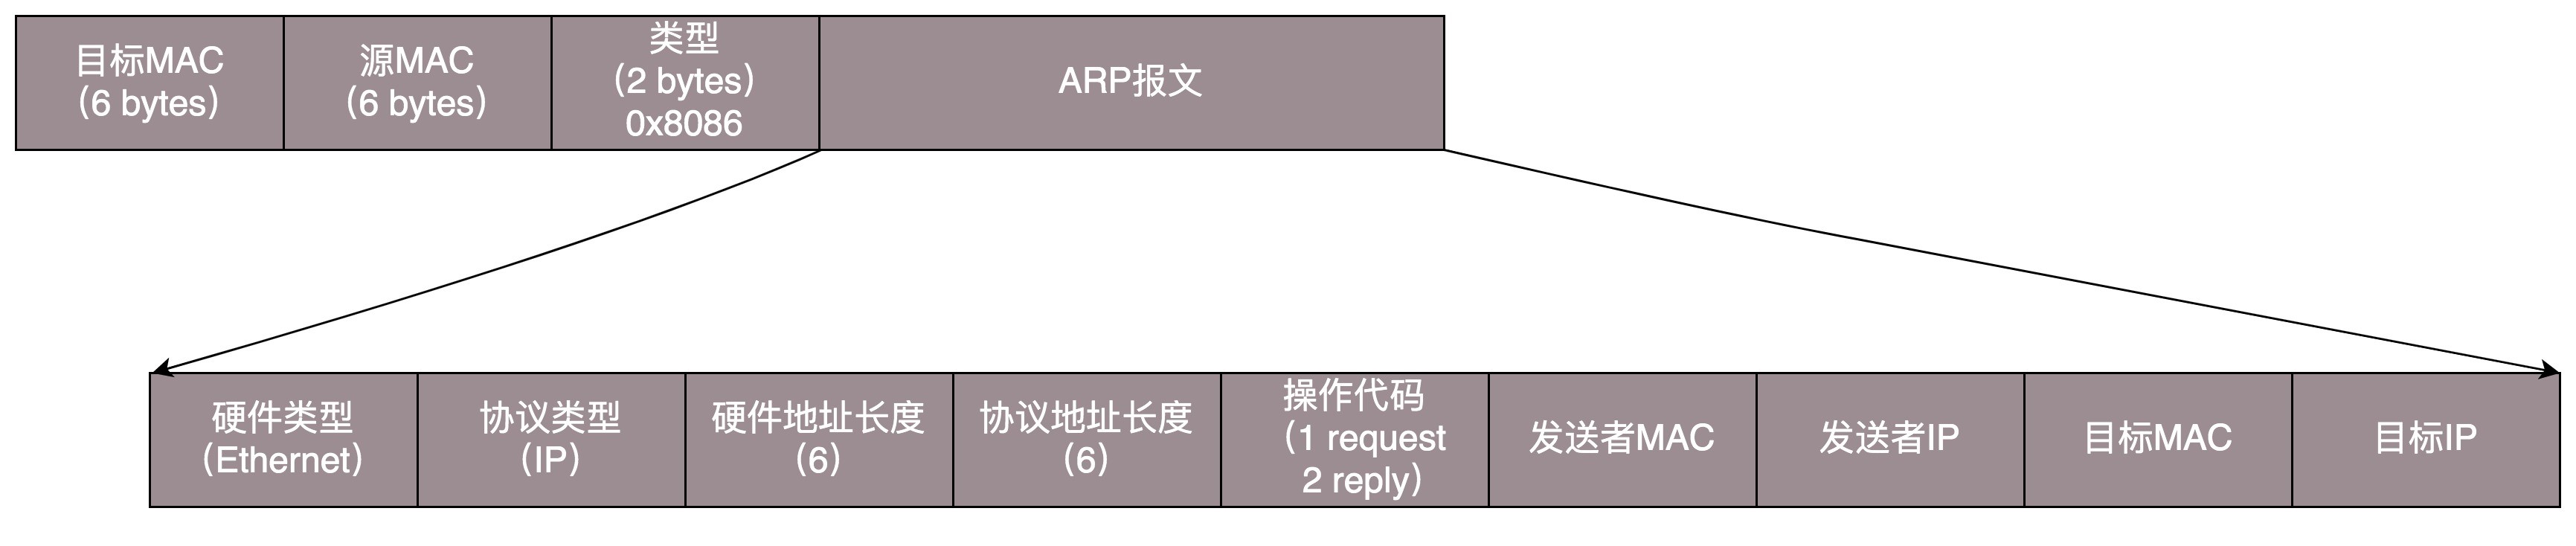 目标MAC
（6 bytes）
源MAC
（6 bytes）
类型
（2 bytes）
0x8086
ARP报文
硬件类型
（Ethernet）
协议类型
（IP）
硬件地址长度
（6）
协议地址长度
（6）
操作代码
（1 request
2 reply）
发送者MAC
发送者IP
目标MAC
目标IP